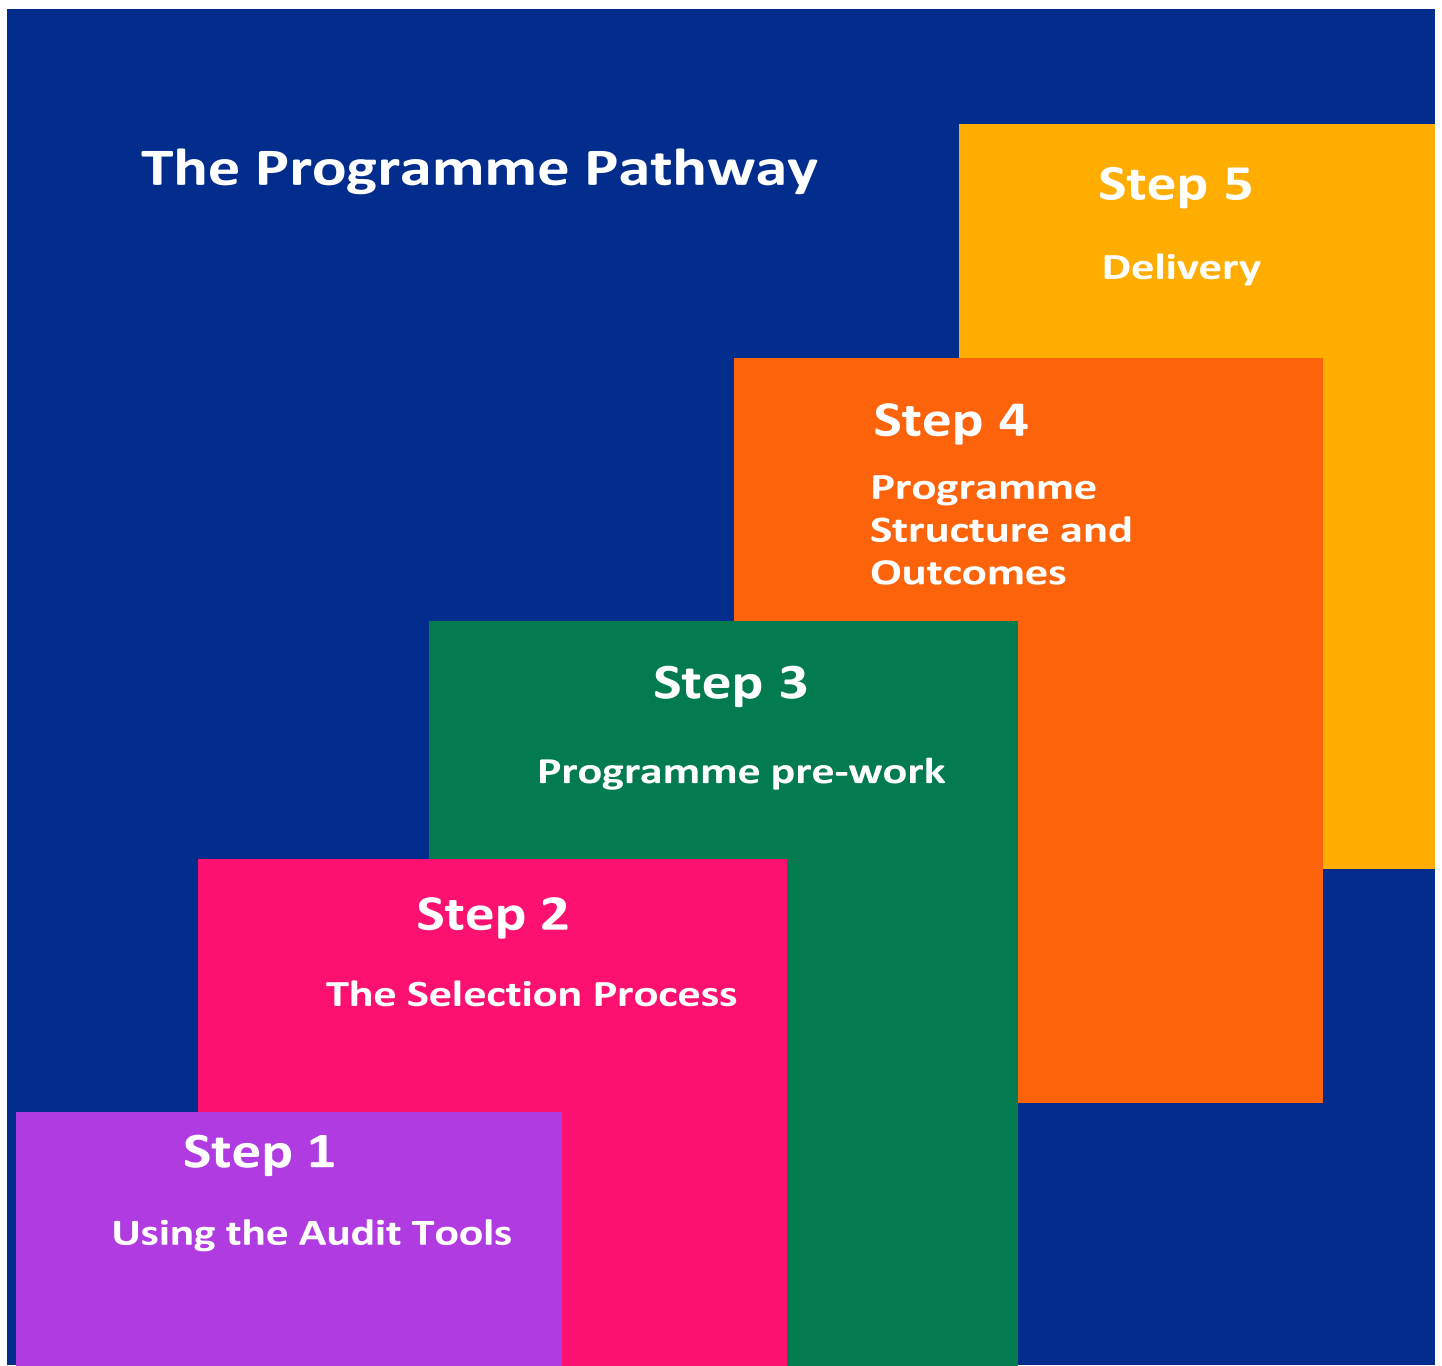 The Programme Pathway
Step 5
Delivery
Step 4
Programme
Structure and
Outcomes
Step 3
Programme pre-work
Step 2
The Selection Process
Step 1
Using the Audit Tools